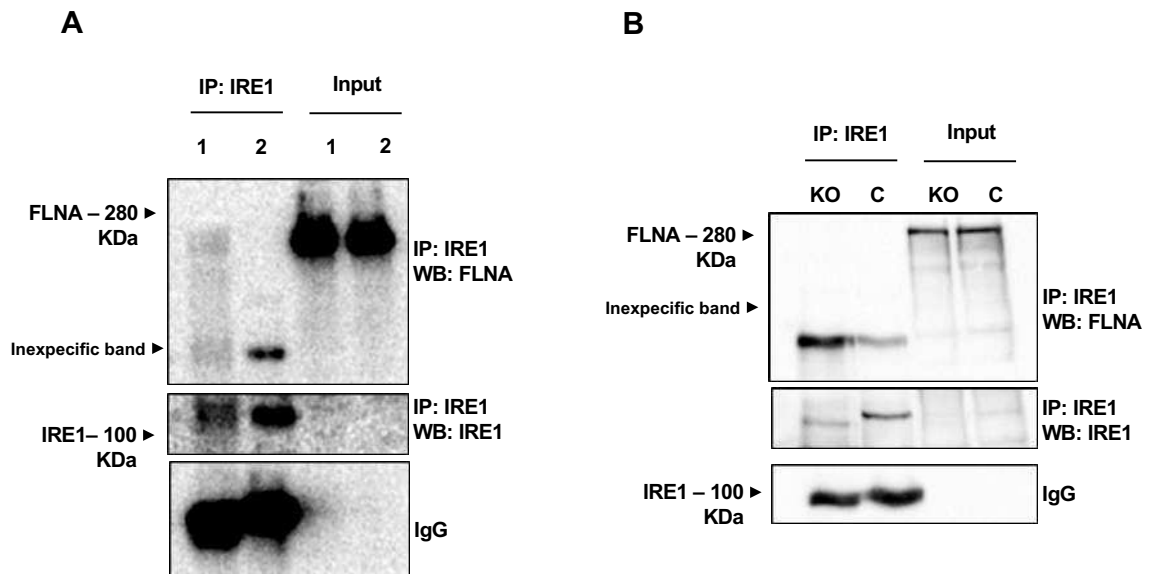 A
IP: IRE1
Input
1
2
1
2
FLNA – 280
KDa
IP: IRE1
WB: FLNA
Inexpecific band
IP: IRE1
WB: IRE1
IRE1– 100
KDa
IgG
B
IP: IRE1
Input
KO
C
KO
C
FLNA – 280
KDa
Inexpecific band
IP: IRE1
WB: FLNA
IP: IRE1
WB: IRE1
IRE1 – 100
KDa
IgG